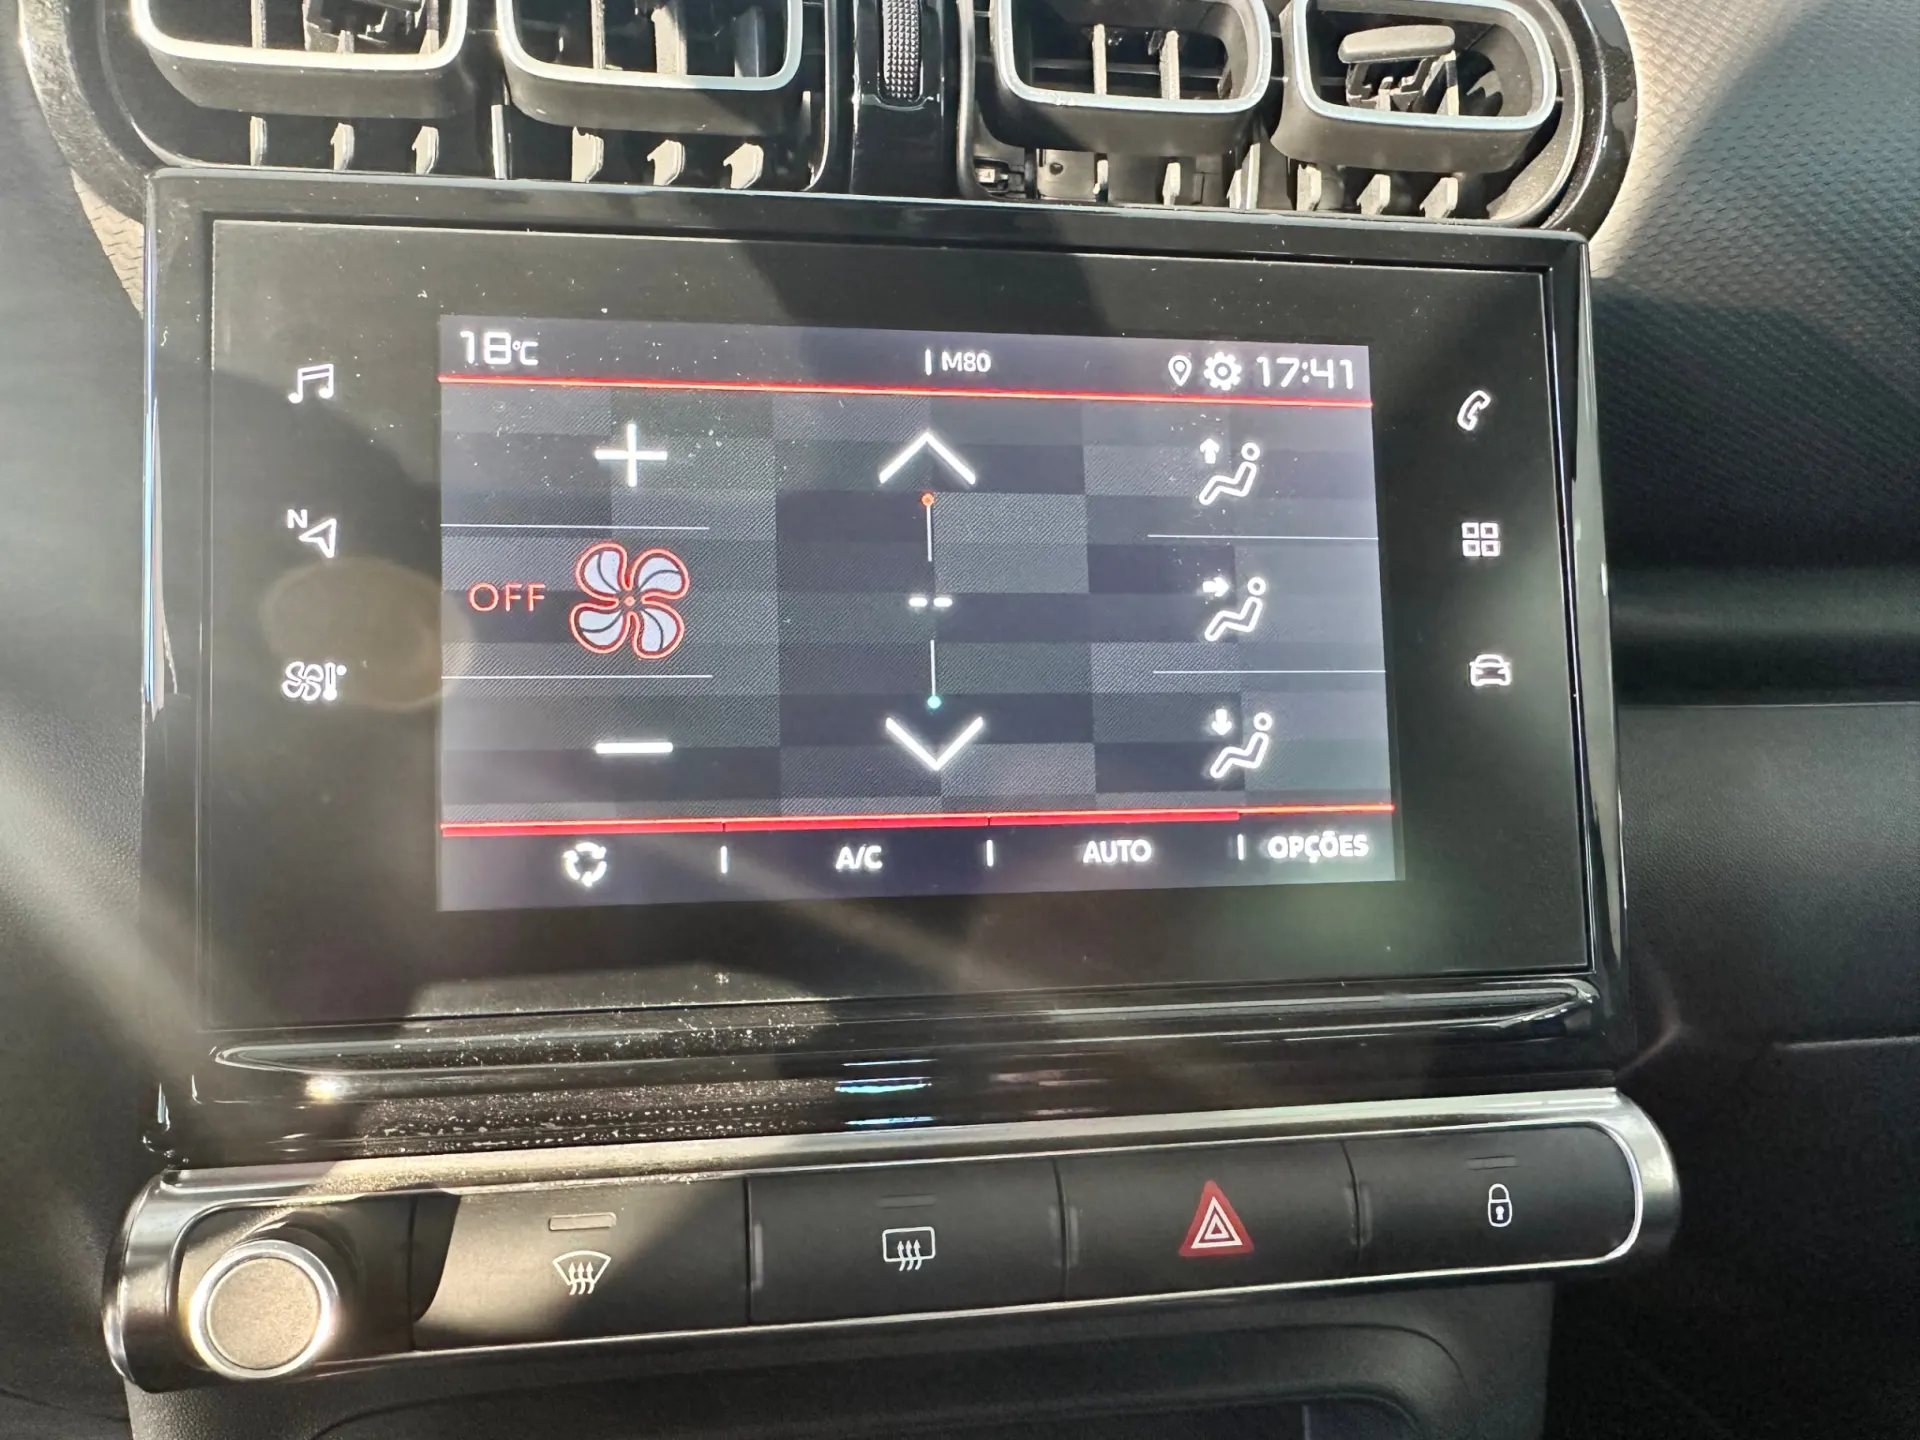 18°C
M80
17:41
N
OFF
--
A/C
AUTO
OPÇÕES